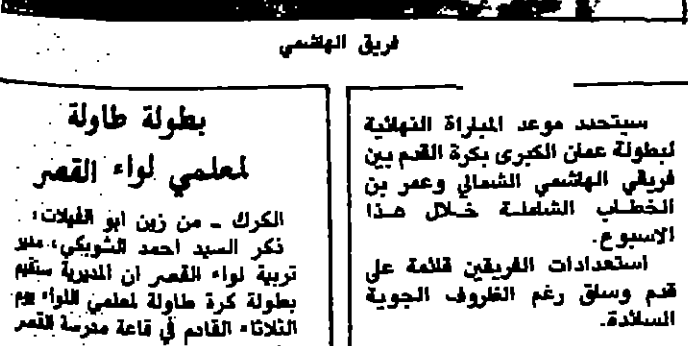 فريق الهاشمي
سيتحدد موعد المباراة النهائية
لبطولة عمان الكبرى بكرة القدم بين
فريقي الهاشمي الشمالي وعمر بن
الخطاب الشاملة خلال هذا
الاسبوع.
استعدادات الفريقين قائمة على
قدم وساق رغم الظروف الجوية
السائدة.
بطولة طاولة
لمعلمي لواء القصر
الكرك ـ من زين ابو القيلات،
ذكر السيد احمد الشويكي، مدير
تربية لواء القصر ان المديرية ستقيم
بطولة كرة طاولة لمعلمي اللواء يوم
الثلاثاء القادم في قاعة مدرسة القصر